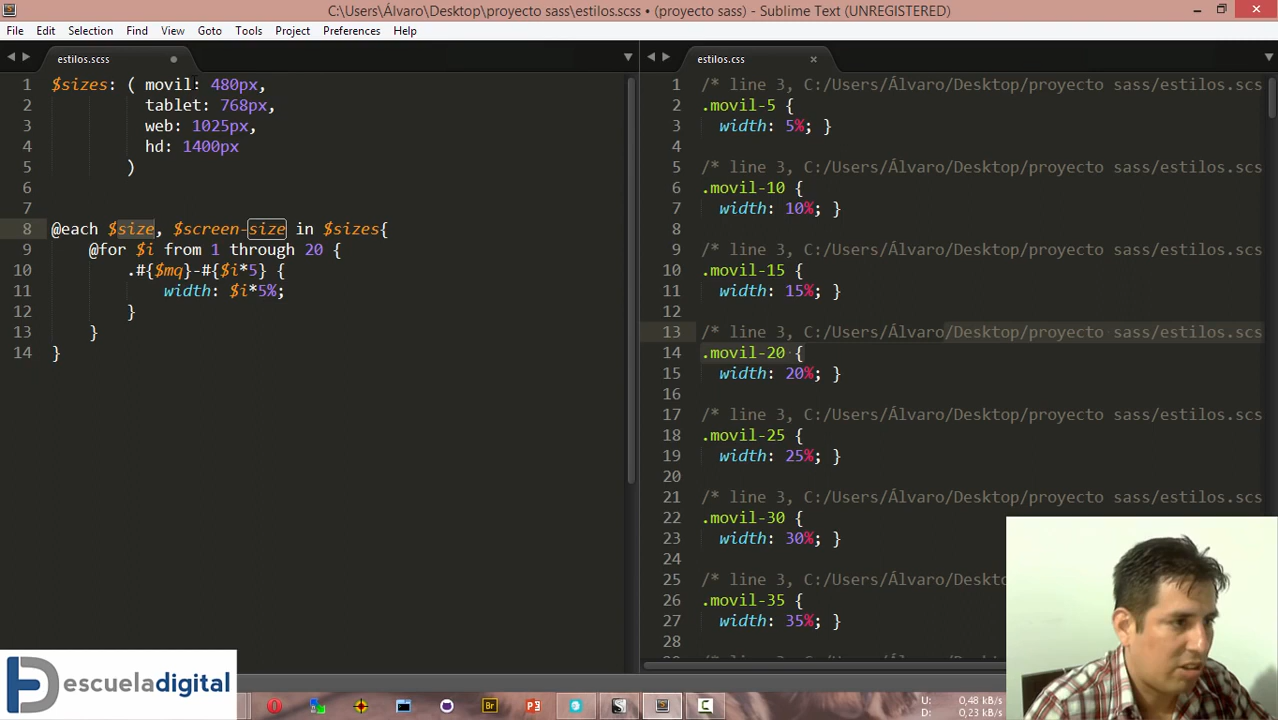 C:\Users\Álvaro\Desktop\proyecto sass\estilos.scss • (proyecto sass) - Sublime Text (UNREGISTERED)
File Edit Selection Find View Goto Tools Project Preferences Help
estilos.scss
1 $sizes: ( movil: 480px,
2 tablet: 768px,
3 web: 1025px,
4 hd: 1400px
5 )
6
7
8 @each $size, $screen-size in $sizes{
9 @for $i from 1 through 20 {
10 .#{$mq}-#{$i*5} {
11 width: $i*5%;
12 }
13 }
14 }
estilos.css
1 /* line 3, C:/Users/Álvaro/Desktop/proyecto sass/estilos.scs
2 .movil-5 {
3 width: 5%; }
4
5 /* line 3, C:/Users/Álvaro/Desktop/proyecto sass/estilos.scs
6 .movil-10 {
7 width: 10%; }
8
9 /* line 3, C:/Users/Álvaro/Desktop/proyecto sass/estilos.scs
10 .movil-15 {
11 width: 15%; }
12
13 /* line 3, C:/Users/Álvaro/Desktop/proyecto sass/estilos.scs
14 .movil-20 {
15 width: 20%; }
16
17 /* line 3, C:/Users/Álvaro/Desktop/proyecto sass/estilos.scs
18 .movil-25 {
19 width: 25%; }
20
21 /* line 3, C:/Users/Álvaro/Desktop/proyecto sass/estilos.scs
22 .movil-30 {
23 width: 30%; }
24
25 /* line 3, C:/Users/Álvaro/Deskto
26 .movil-35 {
27 width: 35%; }
28
escueladigital
Br
U: 0,48 kB/s
D: 0,23 kB/s